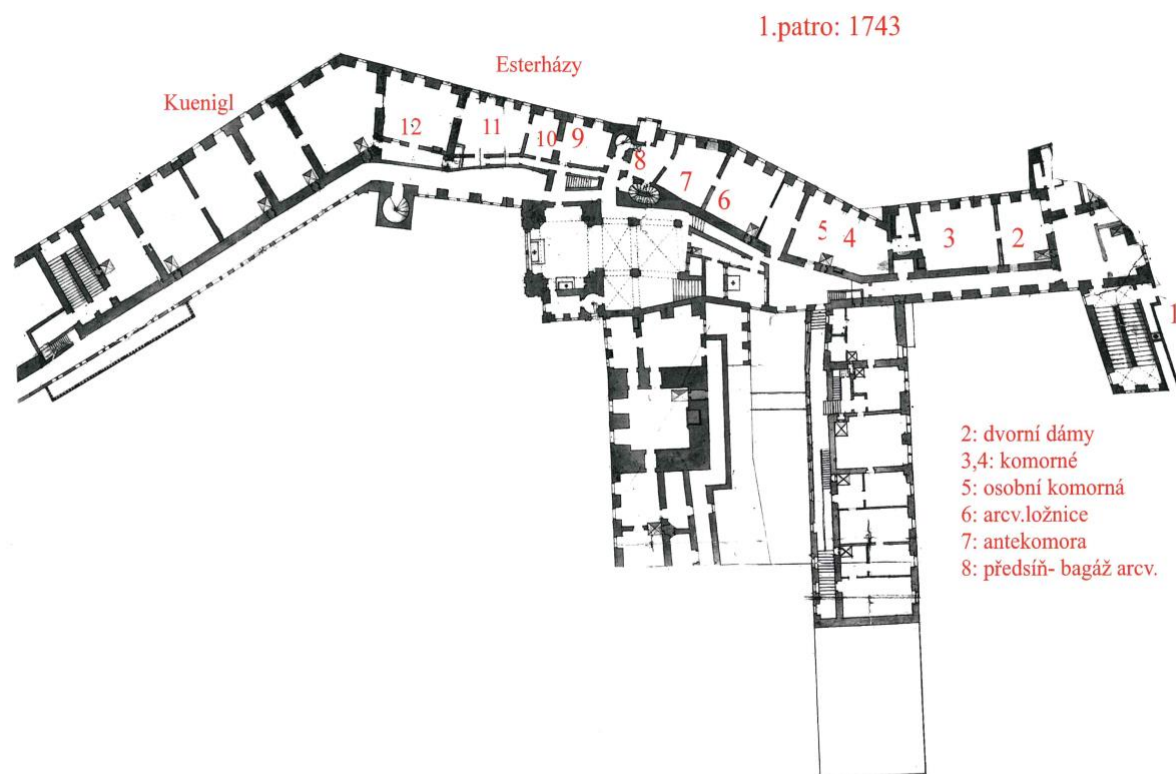 1.patro: 1743
Esterházy
Kuenigl
12
11
10
9
8
7
6
5
4
3
2
1
2: dvorní dámy
3,4: komorné
5: osobní komorná
6: arcv.ložnice
7: antekomora
8: předsíň- bagáž arcv.